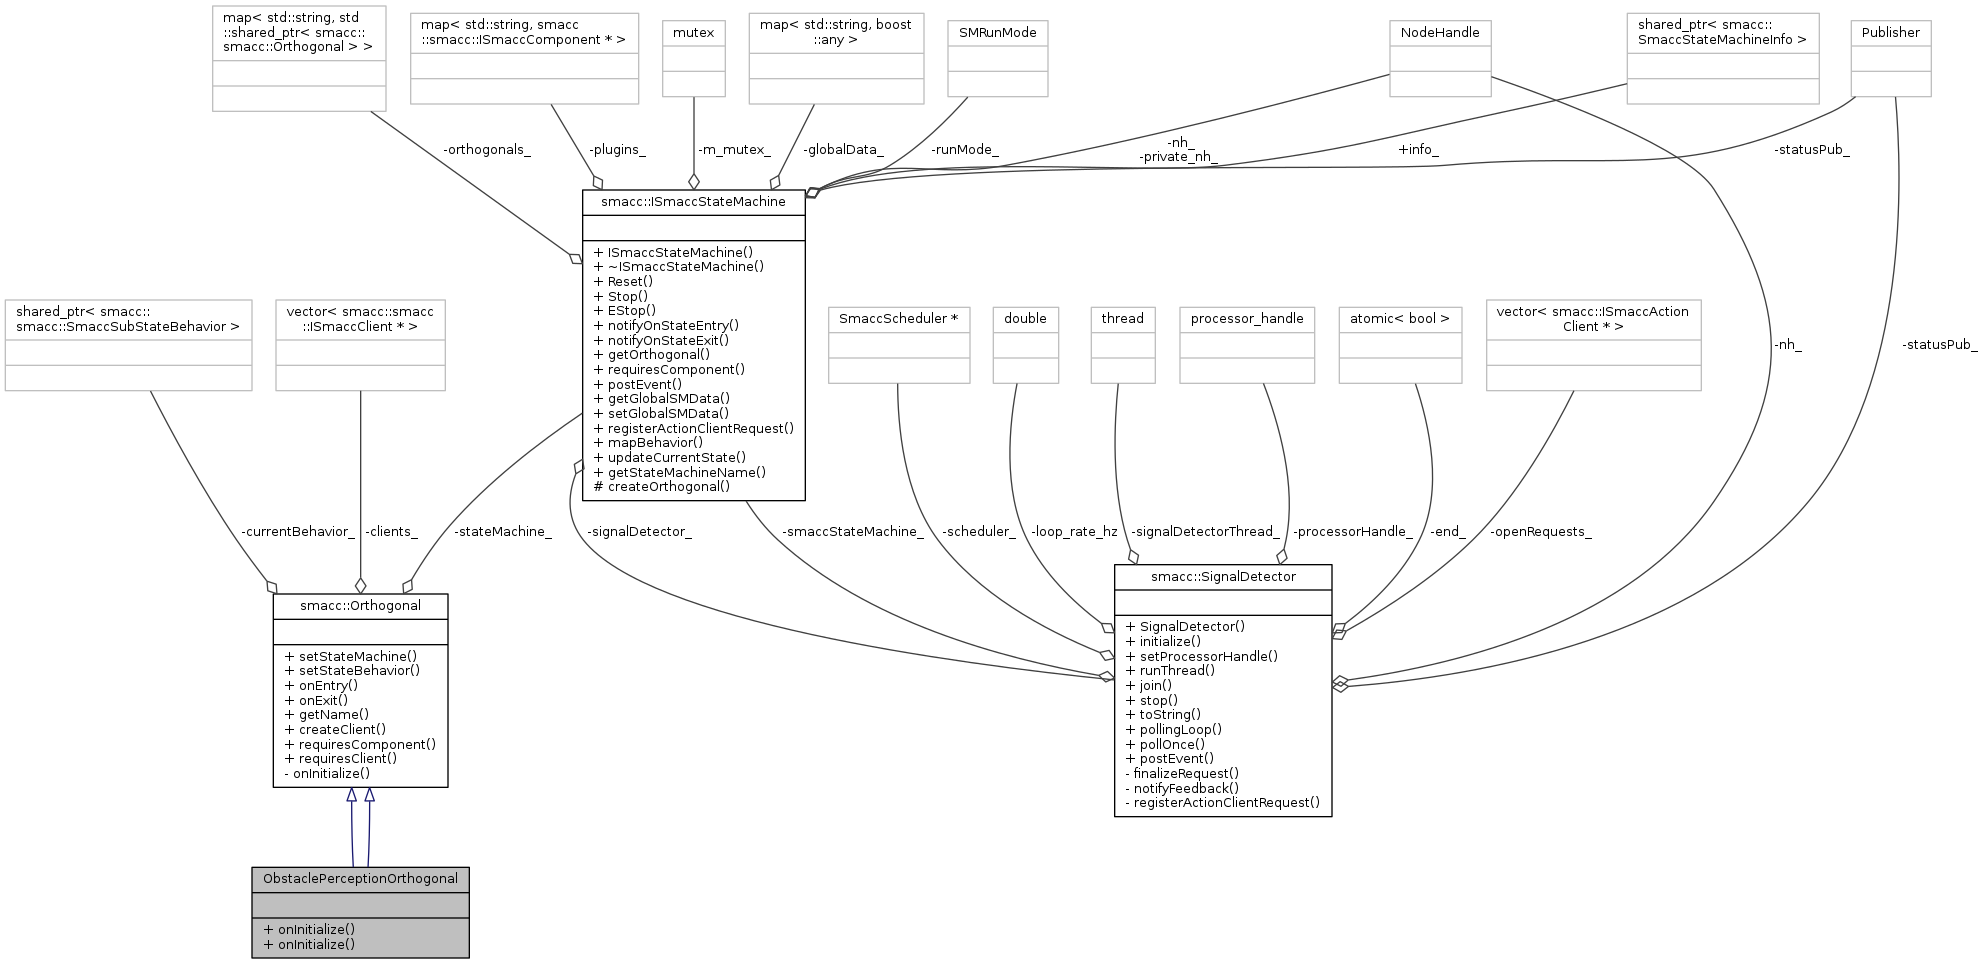 map< std::string, std
::shared_ptr< smacc::
smacc::Orthogonal > >
map< std::string, smacc
::smacc::ISmaccComponent * >
mutex
map< std::string, boost
::any >
SMRunMode
NodeHandle
shared_ptr< smacc::
SmaccStateMachineInfo >
Publisher
-orthogonals_
-plugins_
-m_mutex_
-globalData_
-runMode_
-nh_
-private_nh_
+info_
-statusPub_
smacc::ISmaccStateMachine
+ ISmaccStateMachine()
+ ~ISmaccStateMachine()
+ Reset()
+ Stop()
+ EStop()
+ notifyOnStateEntry()
+ notifyOnStateExit()
+ getOrthogonal()
+ requiresComponent()
+ postEvent()
+ getGlobalSMData()
+ setGlobalSMData()
+ registerActionClientRequest()
+ mapBehavior()
+ updateCurrentState()
+ getStateMachineName()
# createOrthogonal()
shared_ptr< smacc::
smacc::SmaccSubStateBehavior >
vector< smacc::smacc
::ISmaccClient * >
SmaccScheduler *
double
thread
processor_handle
atomic< bool >
vector< smacc::ISmaccAction
Client * >
-nh_
-statusPub_
-currentBehavior_
-clients_
-stateMachine_
-signalDetector_
-smaccStateMachine_
-scheduler_
-loop_rate_hz
-signalDetectorThread_
-processorHandle_
-end_
-openRequests_
smacc::Orthogonal
+ setStateMachine()
+ setStateBehavior()
+ onEntry()
+ onExit()
+ getName()
+ createClient()
+ requiresComponent()
+ requiresClient()
- onInitialize()
smacc::SignalDetector
+ SignalDetector()
+ initialize()
+ setProcessorHandle()
+ runThread()
+ join()
+ stop()
+ toString()
+ pollingLoop()
+ pollOnce()
+ postEvent()
- finalizeRequest()
- notifyFeedback()
- registerActionClientRequest()
ObstaclePerceptionOrthogonal
+ onInitialize()
+ onInitialize()